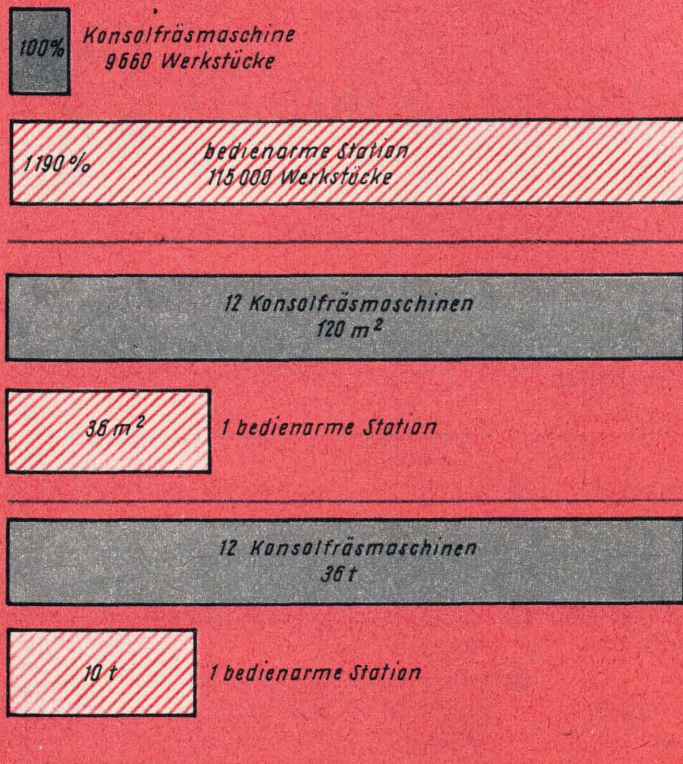 100% Konsolfräsmaschine
9660 Werkstücke
1190% bedienarme Station
115 000 Werkstücke
12 Konsolfräsmaschinen
120 m²
36 m² 1 bedienarme Station
12 Konsolfräsmaschinen
36 t
10 t 1 bedienarme Station